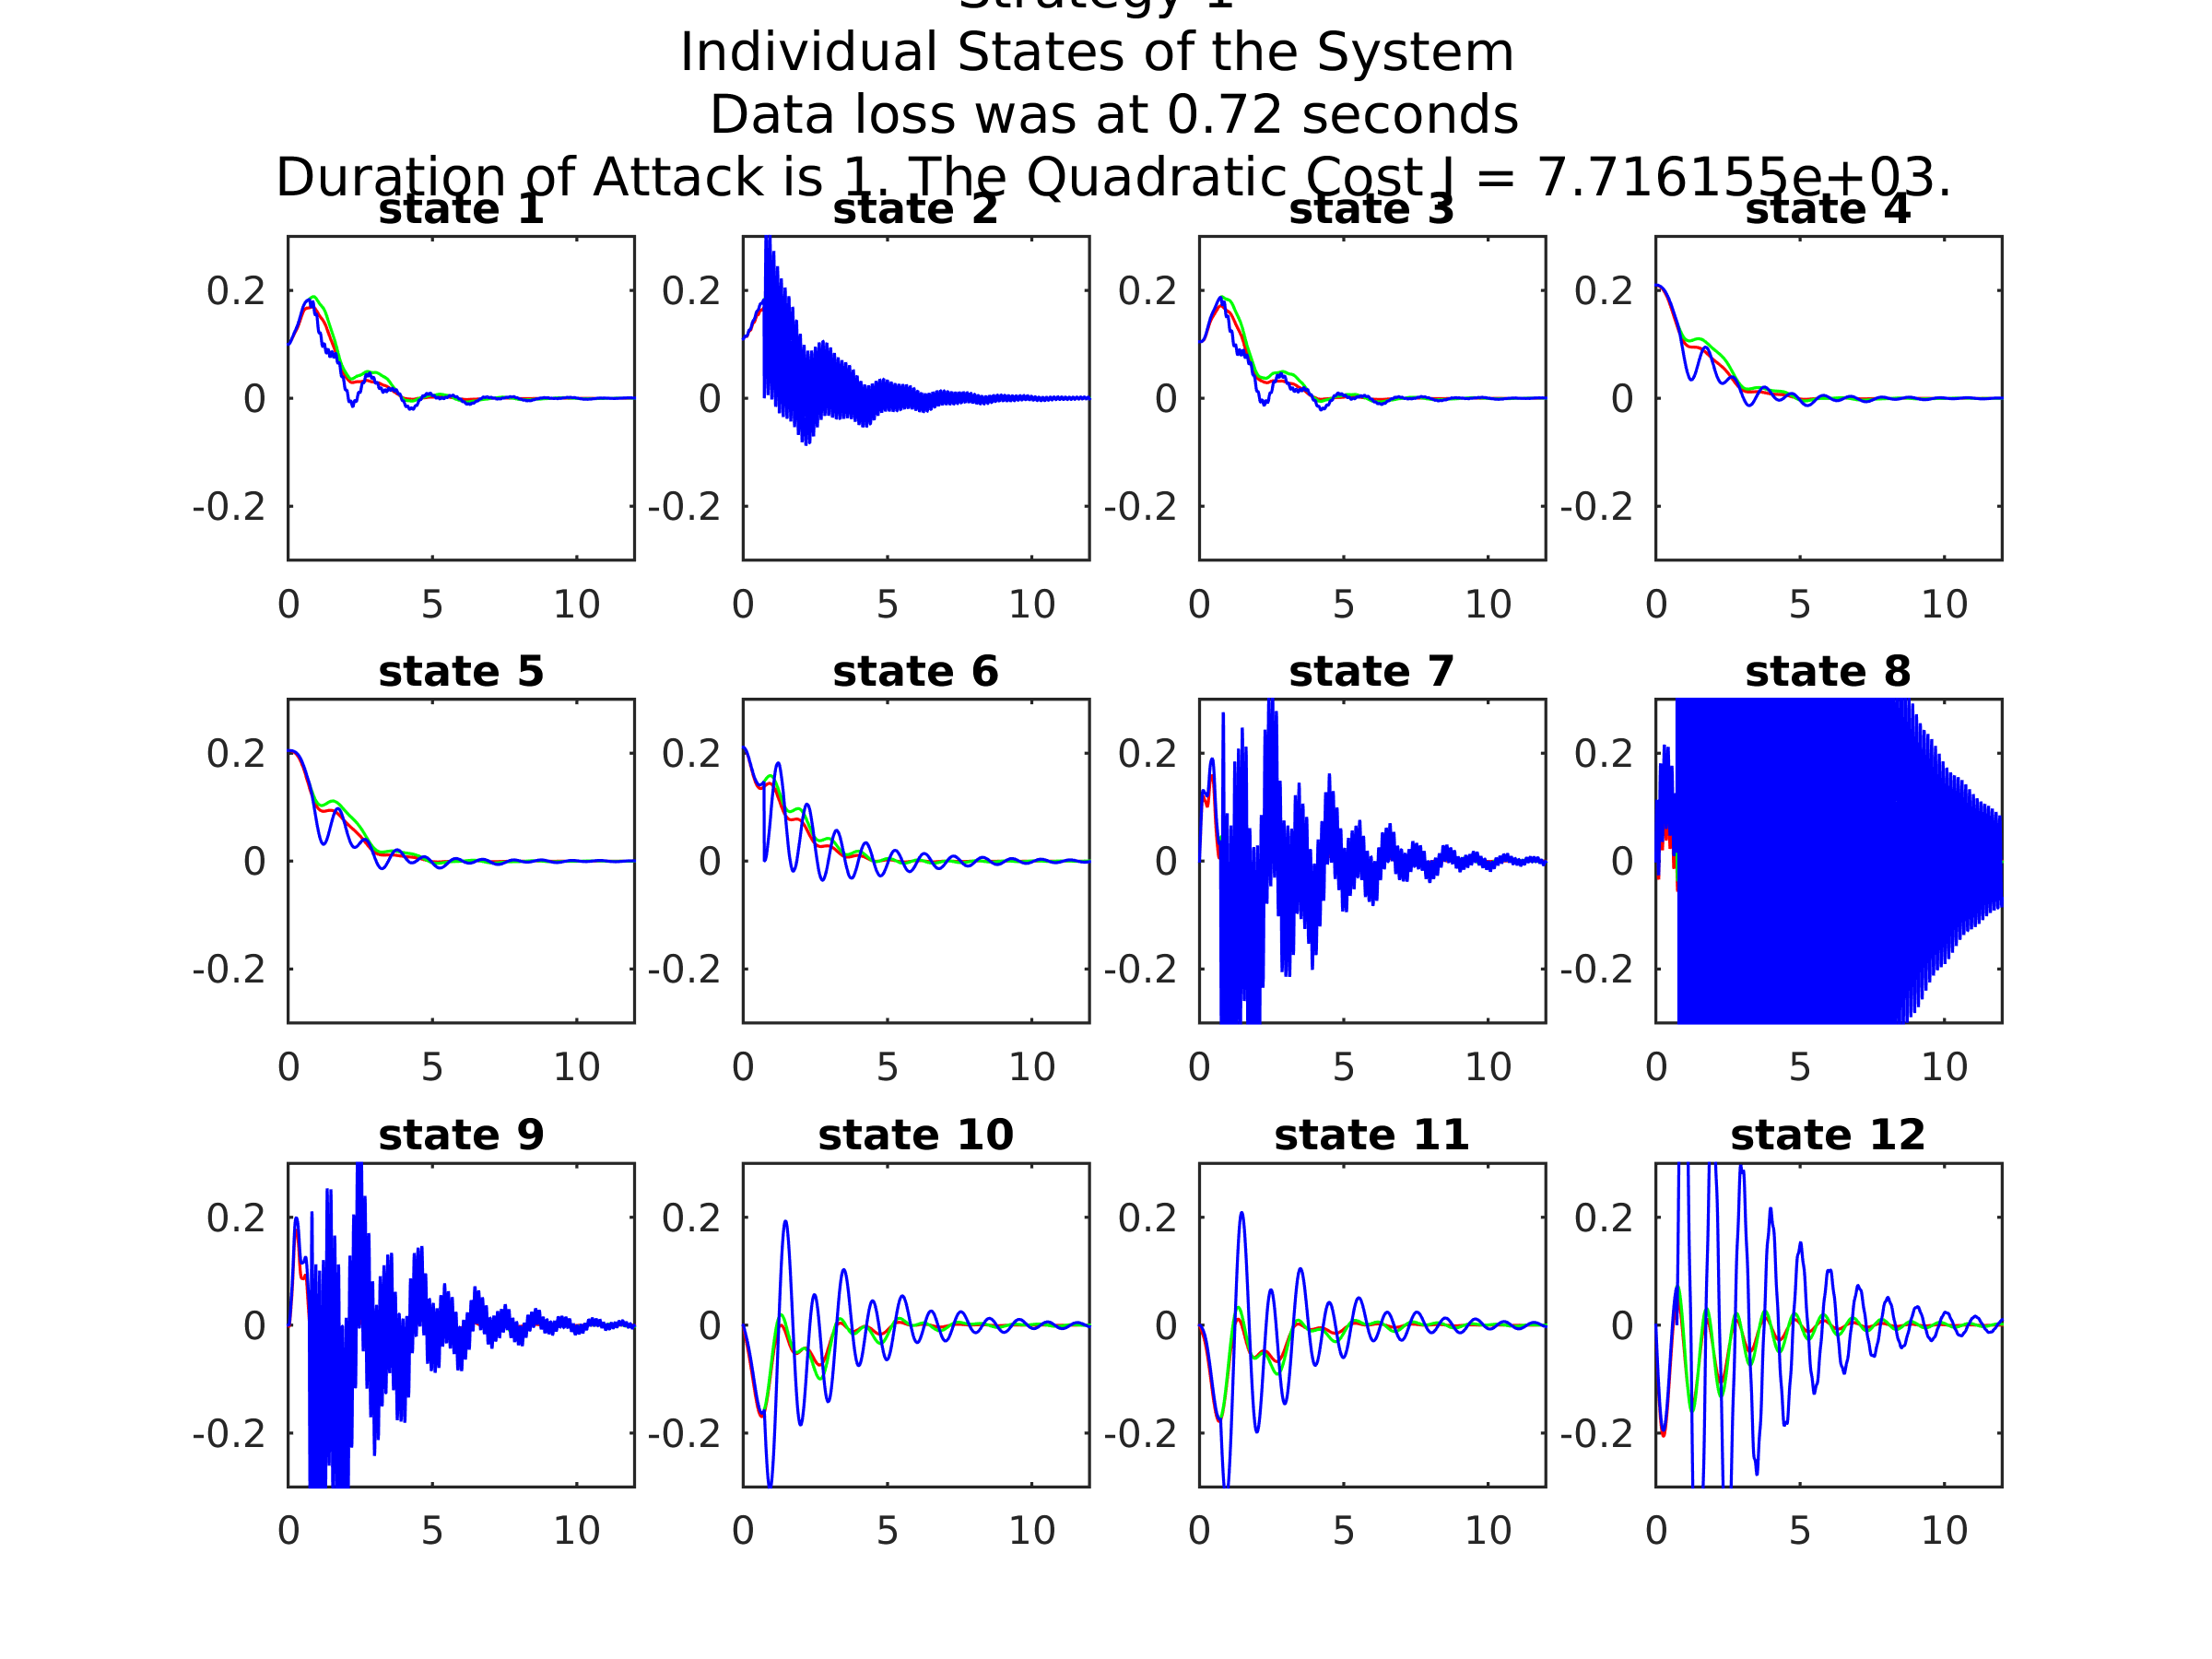 Strategy 1
Individual States of the System
Data loss was at 0.72 seconds
Duration of Attack is 1. The Quadratic Cost J = 7.716155e+03.
state 1 state 2 state 3 state 4
0.2 0.2 0.2 0.2
0 0 0 0
-0.2 -0.2 -0.2 -0.2
0 5 10 0 5 10 0 5 10 0 5 10
state 5 state 6 state 7 state 8
0.2 0.2 0.2 0.2
0 0 0 0
-0.2 -0.2 -0.2 -0.2
0 5 10 0 5 10 0 5 10 0 5 10
state 9 state 10 state 11 state 12
0.2 0.2 0.2 0.2
0 0 0 0
-0.2 -0.2 -0.2 -0.2
0 5 10 0 5 10 0 5 10 0 5 10